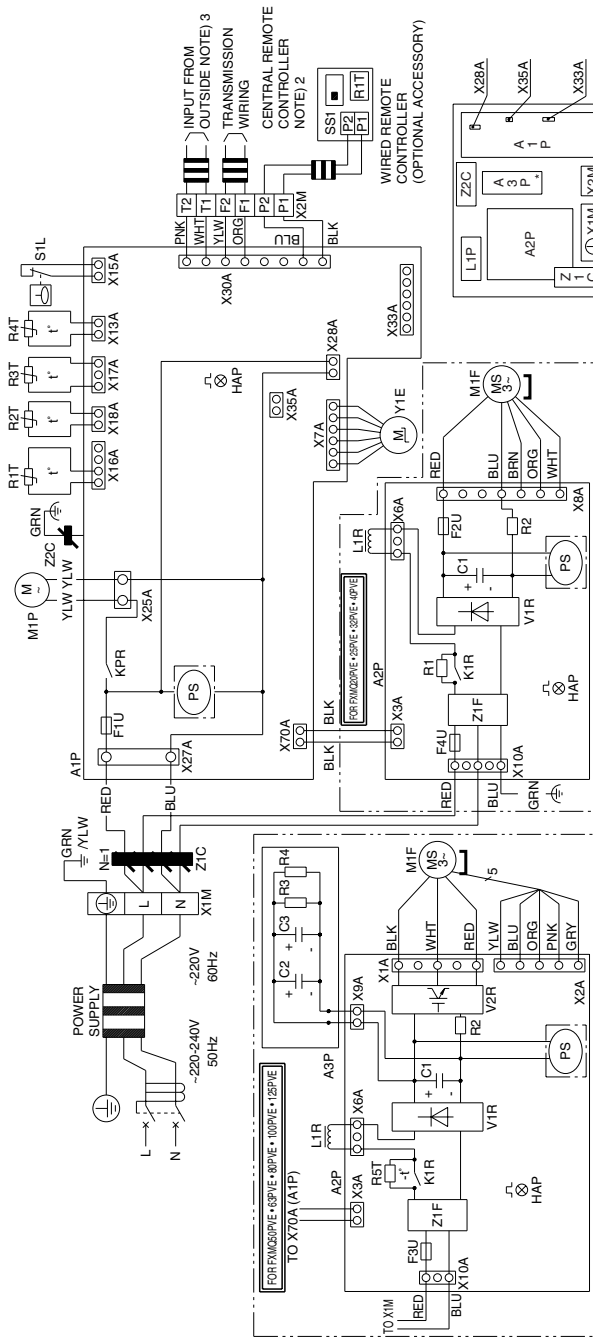 POWER
SUPPLY
L
N
~220-240V
50Hz
~220V
60Hz
GRN
/YLW
L
N
X1M
N=1
Z1C
RED
BLU
A1P
X27A
F1U
KPR
PS
M1P
M
~
YLW YLW
X25A
Z2C
GRN
R1T
t°
X16A
R2T
t°
X18A
R3T
t°
X17A
R4T
t°
X13A
S1L
X15A
HAP
X35A
X28A
X33A
X7A
M
Y1E
X30A
PNK
WHT
YLW
ORG
BLU
BLK
T2
T1
F2
F1
P2
P1
X2M
INPUT FROM
OUTSIDE NOTE) 3
TRANSMISSION
WIRING
CENTRAL REMOTE
CONTROLLER
NOTE) 2
SS1
R1T
P2
P1
WIRED REMOTE
CONTROLLER
(OPTIONAL ACCESSORY)
X70A
BLK
BLK
X3A
FOR FXMQ20PVE•25PVE•32PVE•40PVE
A2P
L1R
X6A
RED
BLU
GRN
X10A
F4U
Z1F
R1
K1R
V1R
C1
+
-
F2U
R2
PS
HAP
X8A
RED
BLU
BRN
ORG
WHT
M1F
MS
3~
FOR FXMQ50PVE•63PVE•80PVE•100PVE•125PVE
TO X70A (A1P)
A2P
X3A
L1R
X6A
A3P
X9A
C2
+
-
C3
+
-
R3
R4
TO X1M
RED
BLU
X10A
F3U
Z1F
R5T
-t°
K1R
V1R
C1
+
-
R2
V2R
PS
HAP
X1A
BLK
WHT
RED
M1F
MS
3~
5
YLW
BLU
ORG
PNK
GRY
X2A
L1P
Z2C
A3P*
A2P
A1P
X28A
X35A
X33A
X2M
X1M
Z1C